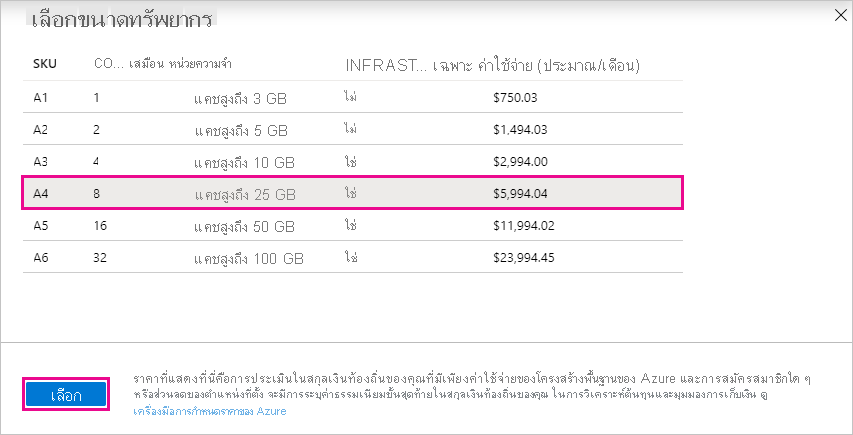 เลือกขนาดทรัพยากร
SKU CO... เสมือน หน่วยความจำ INFRAST... เฉพาะ ค่าใช้จ่าย (ประมาณ/เดือน)
A1 1 แคชสูงถึง 3 GB ไม่ $750.03
A2 2 แคชสูงถึง 5 GB ไม่ $1,494.03
A3 4 แคชสูงถึง 10 GB ใช่ $2,994.00
A4 8 แคชสูงถึง 25 GB ใช่ $5,994.04
A5 16 แคชสูงถึง 50 GB ใช่ $11,994.02
A6 32 แคชสูงถึง 100 GB ใช่ $23,994.45
เลือก
ราคาที่แสดงที่นี่คือการประเมินในสกุลเงินท้องถิ่นของคุณที่มีเพียงค่าใช้จ่ายของโครงสร้างพื้นฐานของ Azure และการสมัครสมาชิกใด ๆ
หรือส่วนลดของตำแหน่งที่ตั้ง จะมีการระบุค่าธรรมเนียมขั้นสุดท้ายในสกุลเงินท้องถิ่นของคุณ ในการวิเคราะห์ต้นทุนและมุมมองการเก็บเงิน ดู
เครื่องมือการกำหนดราคาของ Azure